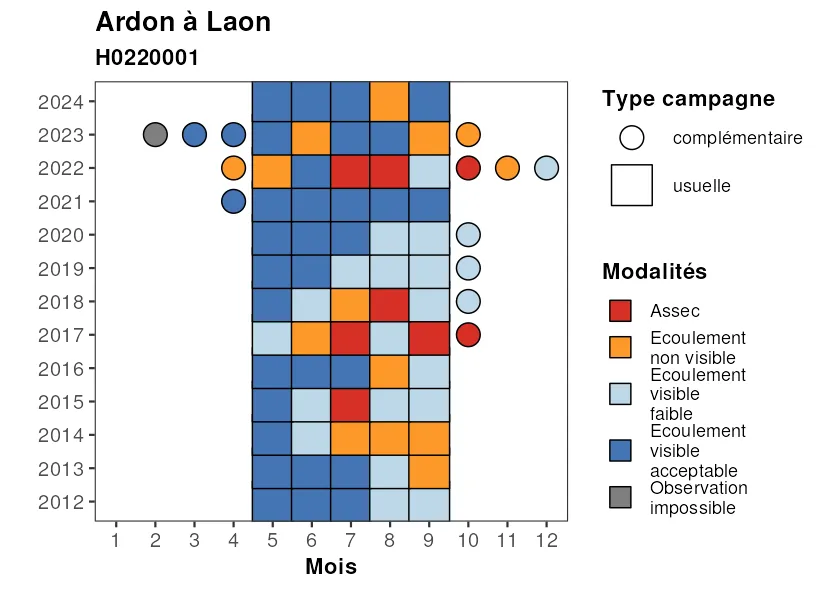 Ardon à Laon
H0220001
2024
2023
2022
2021
2020
2019
2018
2017
2016
2015
2014
2013
2012
1 2 3 4 5 6 7 8 9 10 11 12
Mois
Type campagne
complémentaire
usuelle
Modalités
Assec
Ecoulement
non visible
Ecoulement
visible
faible
Ecoulement
visible
acceptable
Observation
impossible